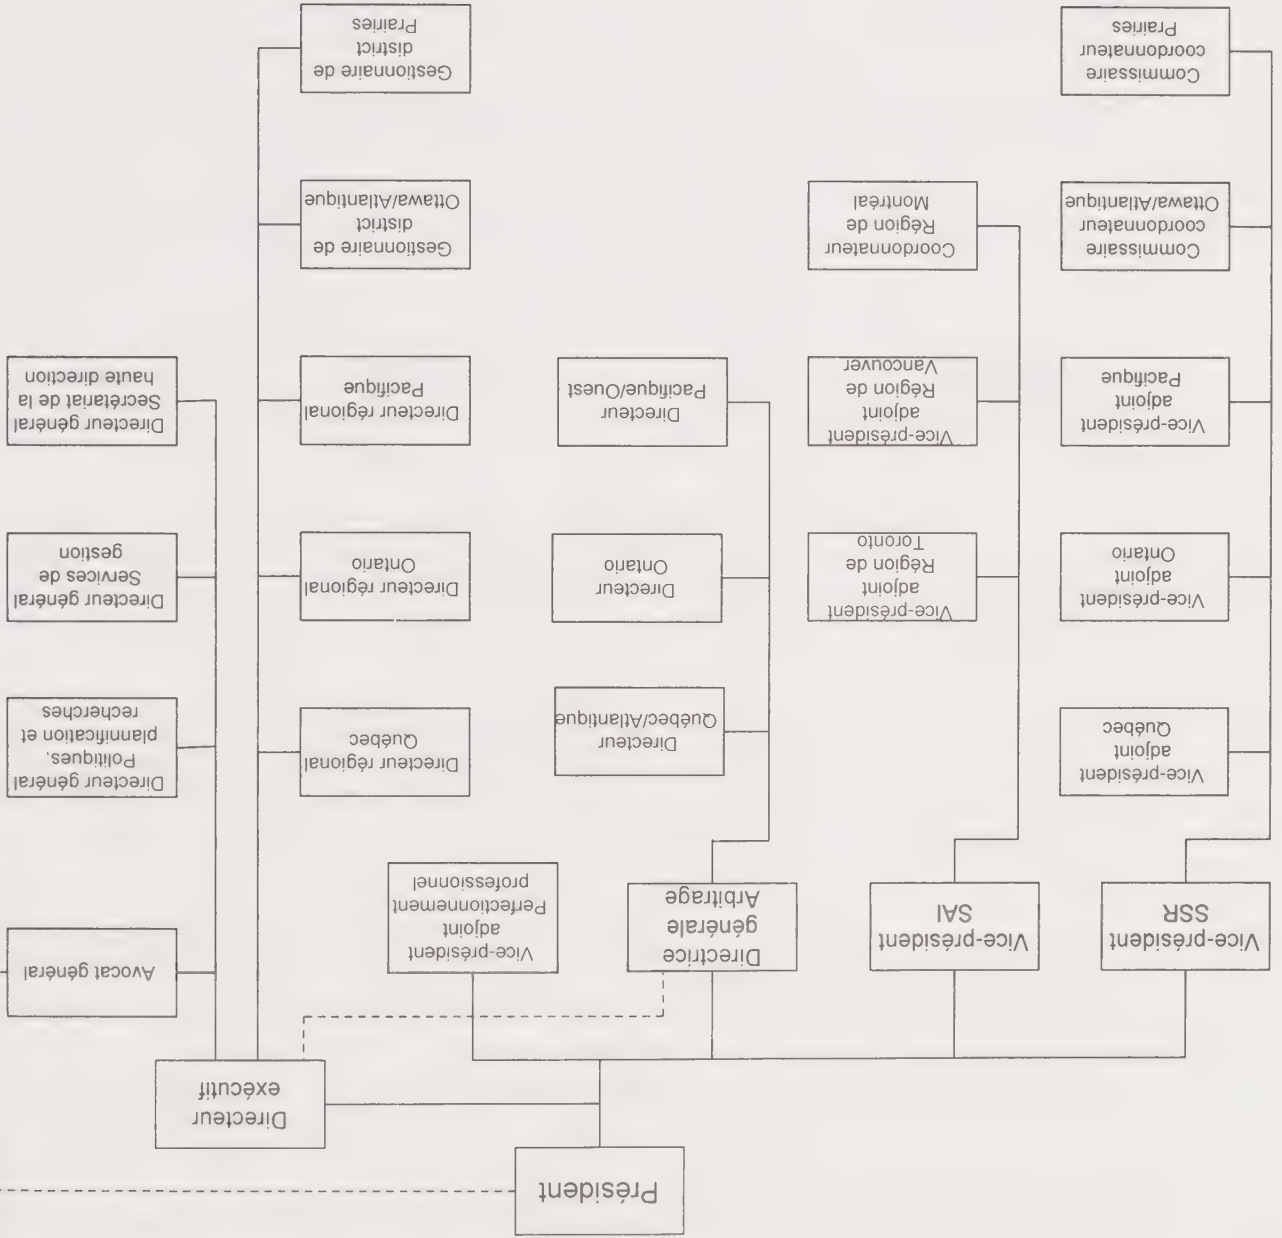 Président
Directeur
exécutif
Vice-président
SSR
Vice-président
SAI
Directrice
générale
Arbitrage
Vice-président
adjoint
Perfectionnement
professionnel
Avocat général
Vice-président
adjoint
Québec
Directeur
Québec/Atlantique
Directeur régional
Québec
Directeur général
Politiques,
plannification et
recherches
Vice-président
adjoint
Ontario
Vice-président
adjoint
Région de
Toronto
Directeur
Ontario
Directeur régional
Ontario
Directeur général
Services de
gestion
Vice-président
adjoint
Pacifique
Vice-président
adjoint
Région de
Vancouver
Directeur
Pacifique/Ouest
Directeur régional
Pacifique
Directeur général
Secrétariat de la
haute direction
Commissaire
coordonnateur
Ottawa/Atlantique
Coordonnateur
Région de
Montréal
Gestionnaire de
district
Ottawa/Atlantique
Commissaire
coordonnateur
Prairies
Gestionnaire de
district
Prairies